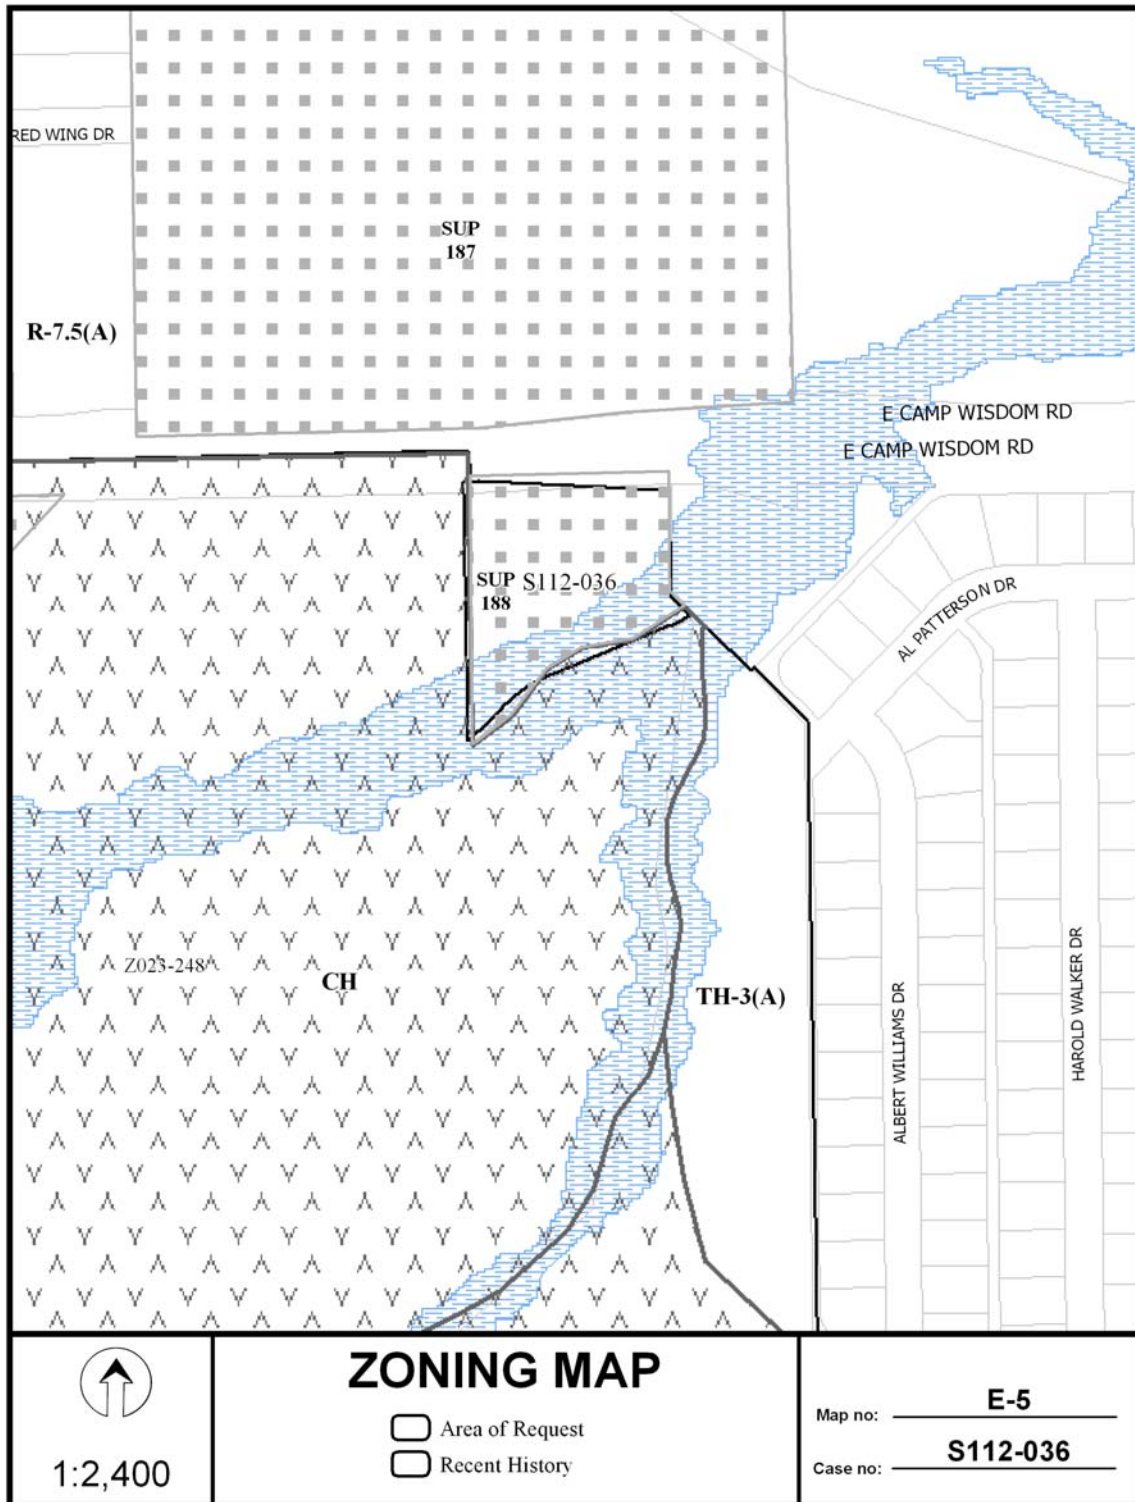 RED WING DR
SUP
187
R-7.5(A)
E CAMP WISDOM RD
E CAMP WISDOM RD
SUP
188
S112-036
AL PATTERSON DR
Z023-248
CH
TH-3(A)
ALBERT WILLIAMS DR
HAROLD WALKER DR
1:2,400
ZONING MAP
Area of Request
Recent History
Map no: E-5
Case no: S112-036